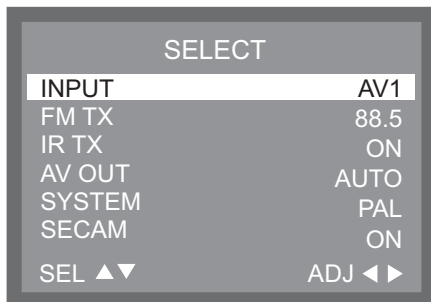 SELECT
INPUT AV1
FM TX 88.5
IR TX ON
AV OUT AUTO
SYSTEM PAL
SECAM ON
SEL ▲▼ ADJ ◀ ▶